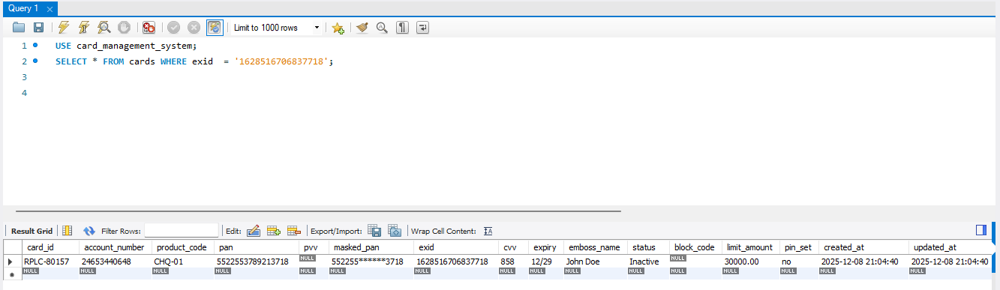 Query 1
Limit to 1000 rows
1 USE card_management_system;
2 SELECT * FROM cards WHERE exid  = '1628516706837718';
3
4
Result Grid Filter Rows: Edit: Export/Import: Wrap Cell Content:
card_id account_number product_code pan pvv masked_pan exid cvv expiry emboss_name status block_code limit_amount pin_set created_at updated_at
RPLC-80157 24653440648 CHQ-01 5522553789213718 NULL 552255******3718 1628516706837718 858 12/29 John Doe Inactive NULL 30000.00 no 2025-12-08 21:04:40 2025-12-08 21:04:40
NULL NULL NULL NULL NULL NULL NULL NULL NULL NULL NULL NULL NULL NULL NULL NULL